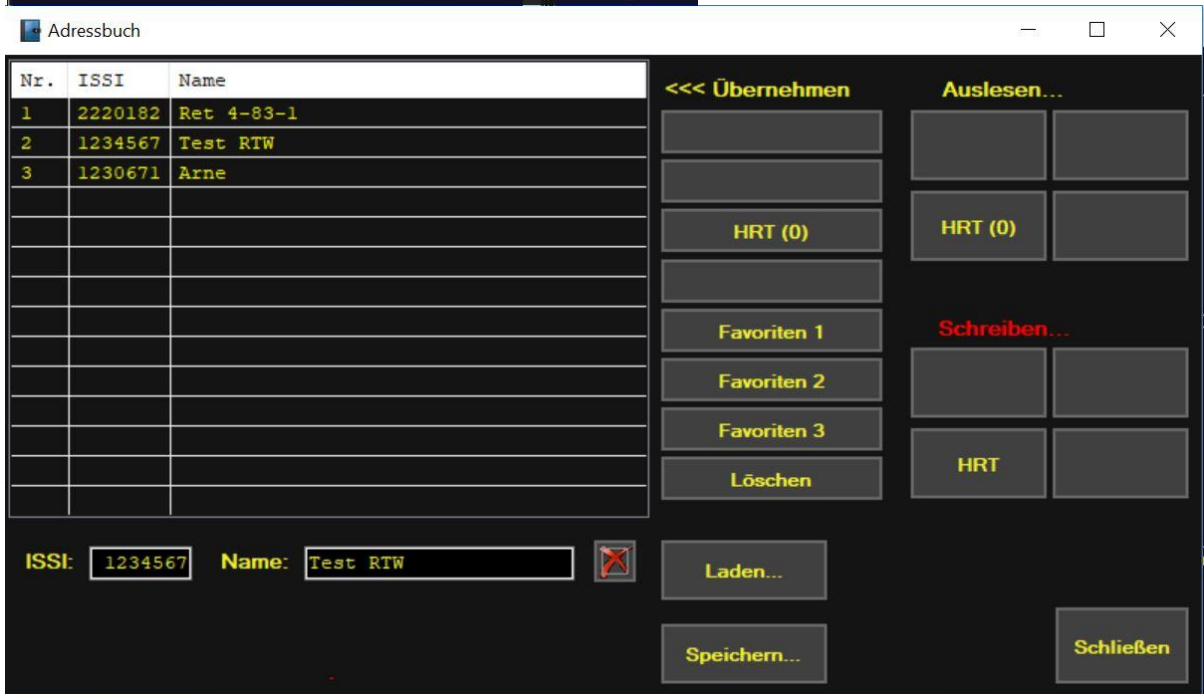 Adressbuch
Nr. ISSI Name
1 2220182 Ret 4-83-1
2 1234567 Test RTW
3 1230671 Arne
ISSI: 1234567 Name: Test RTW
<<< Übernehmen
HRT (0)
Favoriten 1
Favoriten 2
Favoriten 3
Löschen
Laden...
Speichern...
Auslesen...
HRT (0)
Schreiben...
HRT
Schließen